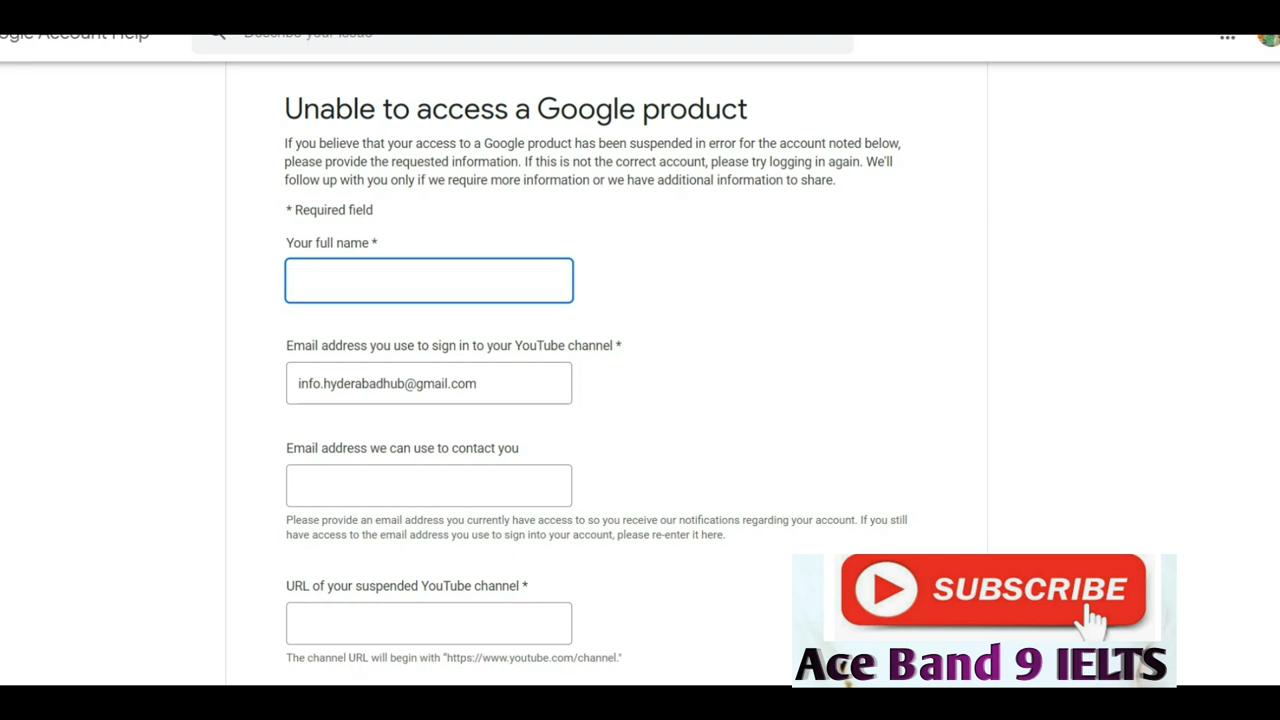 Google Account Help
Describe your issue
Unable to access a Google product
If you believe that your access to a Google product has been suspended in error for the account noted below,
please provide the requested information. If this is not the correct account, please try logging in again. We'll
follow up with you only if we require more information or we have additional information to share.
* Required field
Your full name *
Email address you use to sign in to your YouTube channel *
info.hyderabadhub@gmail.com
Email address we can use to contact you
Please provide an email address you currently have access to so you receive our notifications regarding your account. If you still
have access to the email address you use to sign into your account, please re-enter it here.
URL of your suspended YouTube channel *
The channel URL will begin with "https://www.youtube.com/channel."
SUBSCRIBE
Ace Band 9 IELTS